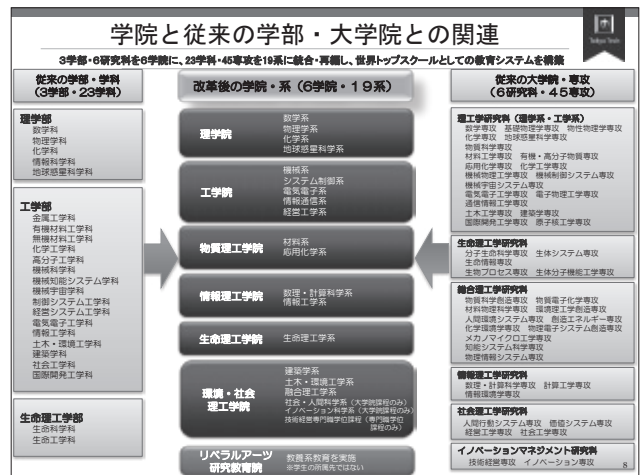 学院と従来の学部・大学院との関連
Tokyo Tech
3学部・6研究科を6学院に、23学科・45専攻を19系に統合・再編し、世界トップスクールとしての教育システムを構築
従来の学部・学科
(3学部・23学科)
理学部
数学科
物理学科
化学科
情報科学科
地球惑星科学科
工学部
金属工学科
有機材料工学科
無機材料工学科
化学工学科
高分子工学科
機械科学科
機械知能システム学科
機械宇宙学科
制御システム工学科
経営システム工学科
電気電子工学科
情報工学科
土木・環境工学科
建築学科
社会工学科
国際開発工学科
生命理工学部
生命科学科
生命工学科
改革後の学院・系(6学院・19系)
理学院
数学系
物理学系
化学系
地球惑星科学系
工学院
機械系
システム制御系
電気電子系
情報通信系
経営工学系
物質理工学院
材料系
応用化学系
情報理工学院
数理・計算科学系
情報工学系
生命理工学院
生命理工学系
環境・社会
理工学院
建築学系
土木・環境工学系
融合理工学系
社会・人間科学系(大学院課程のみ)
イノベーション科学系(大学院課程のみ)
技術経営専門職学位課程(専門職学位
課程のみ)
リベラルアーツ
研究教育院
教養系教育を実施
※学生の所属先ではない
従来の大学院・専攻
(6研究科・45専攻)
理工学研究科(理学系・工学系)
数学専攻 基礎物理学専攻 物性物理学専攻
化学専攻 地球惑星科学専攻
物質科学専攻
材料工学専攻 有機・高分子物質専攻
応用化学専攻 化学工学専攻
機械物理工学専攻 機械制御システム専攻
機械宇宙システム専攻
電気電子工学専攻 電子物理工学専攻
通信情報工学専攻
土木工学専攻 建築学専攻
国際開発工学専攻 原子核工学専攻
生命理工学研究科
分子生命科学専攻 生体システム専攻
生命情報専攻
生物プロセス専攻 生体分子機能工学専攻
総合理工学研究科
物質科学創造専攻 物質電子化学専攻
材料物理科学専攻 環境理工学創造専攻
人間環境システム専攻 創造エネルギー専攻
化学環境学専攻 物理電子システム創造専攻
メカノマイクロ工学専攻
知能システム科学専攻
物理情報システム専攻
情報理工学研究科
数理・計算科学専攻 計算工学専攻
情報環境学専攻
社会理工学研究科
人間行動システム専攻 価値システム専攻
経営工学専攻 社会工学専攻
イノベーションマネジメント研究科
技術経営専攻 イノベーション専攻
8